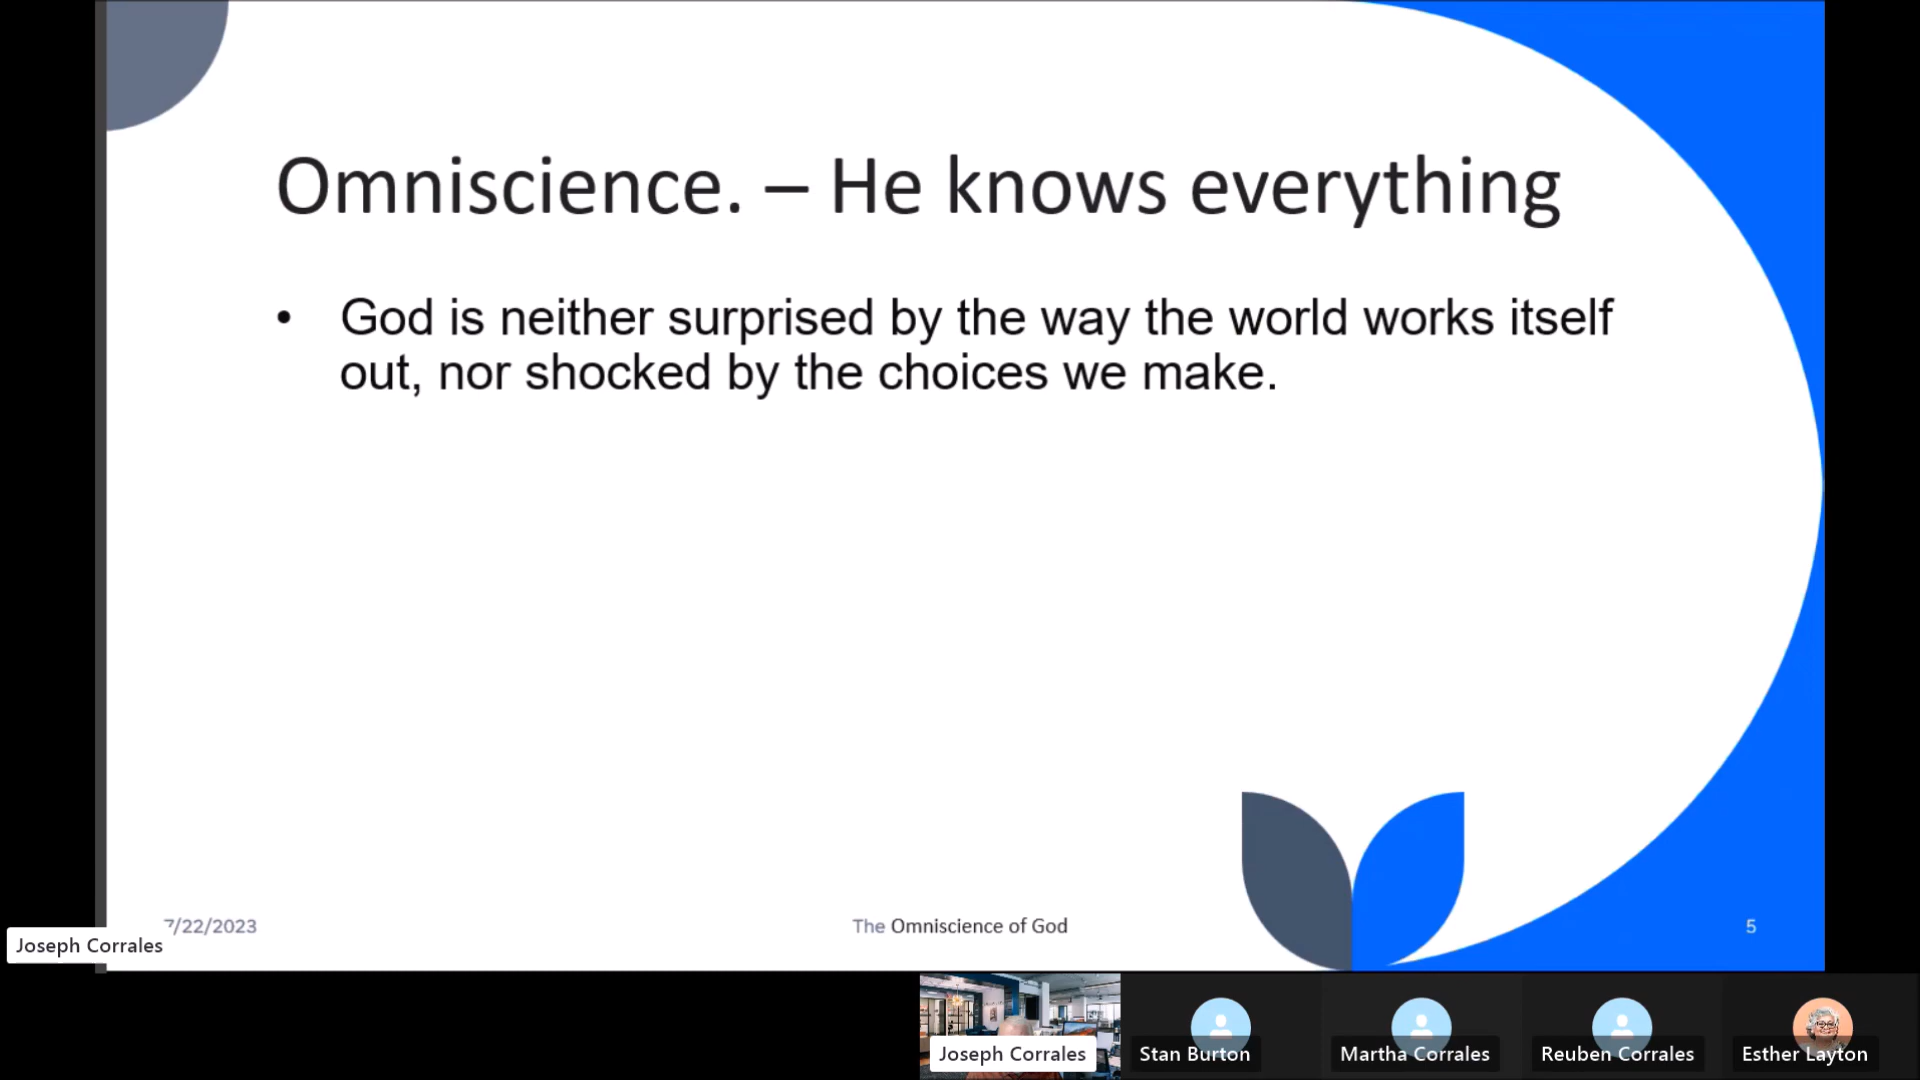 Omniscience. – He knows everything
• God is neither surprised by the way the world works itself
out, nor shocked by the choices we make.
7/22/2023
The Omniscience of God
5
Joseph Corrales
Joseph Corrales
Stan Burton
Martha Corrales
Reuben Corrales
Esther Layton